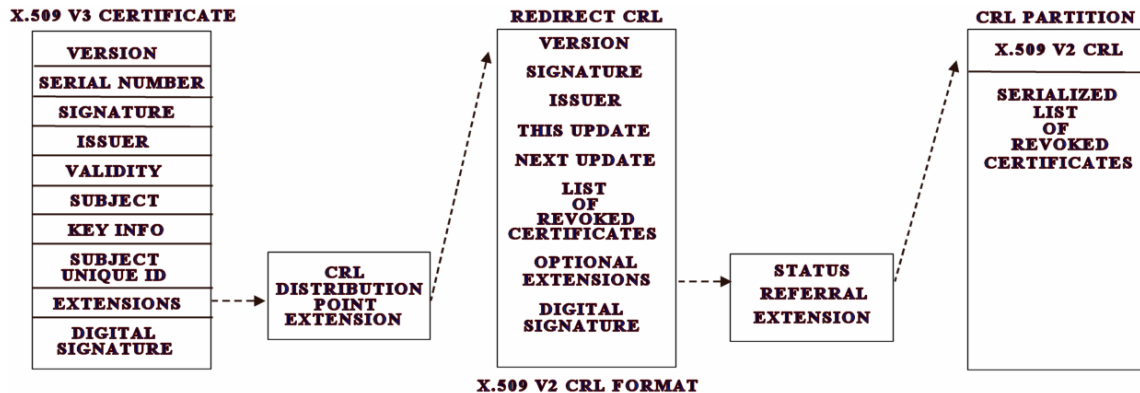 X.509 V3 CERTIFICATE
VERSION
SERIAL NUMBER
SIGNATURE
ISSUER
VALIDITY
SUBJECT
KEY INFO
SUBJECT
UNIQUE ID
EXTENSIONS
DIGITAL
SIGNATURE
CRL
DISTRIBUTION
POINT
EXTENSION
REDIRECT CRL
VERSION
SIGNATURE
ISSUER
THIS UPDATE
NEXT UPDATE
LIST
OF
REVOKED
CERTIFICATES
OPTIONAL
EXTENSIONS
DIGITAL
SIGNATURE
X.509 V2 CRL FORMAT
STATUS
REFERRAL
EXTENSION
CRL PARTITION
X.509 V2 CRL
SERIALIZED
LIST
OF
REVOKED
CERTIFICATES